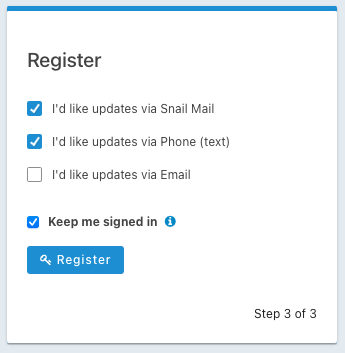 Register
I'd like updates via Snail Mail
I'd like updates via Phone (text)
I'd like updates via Email
Keep me signed in
Register
Step 3 of 3